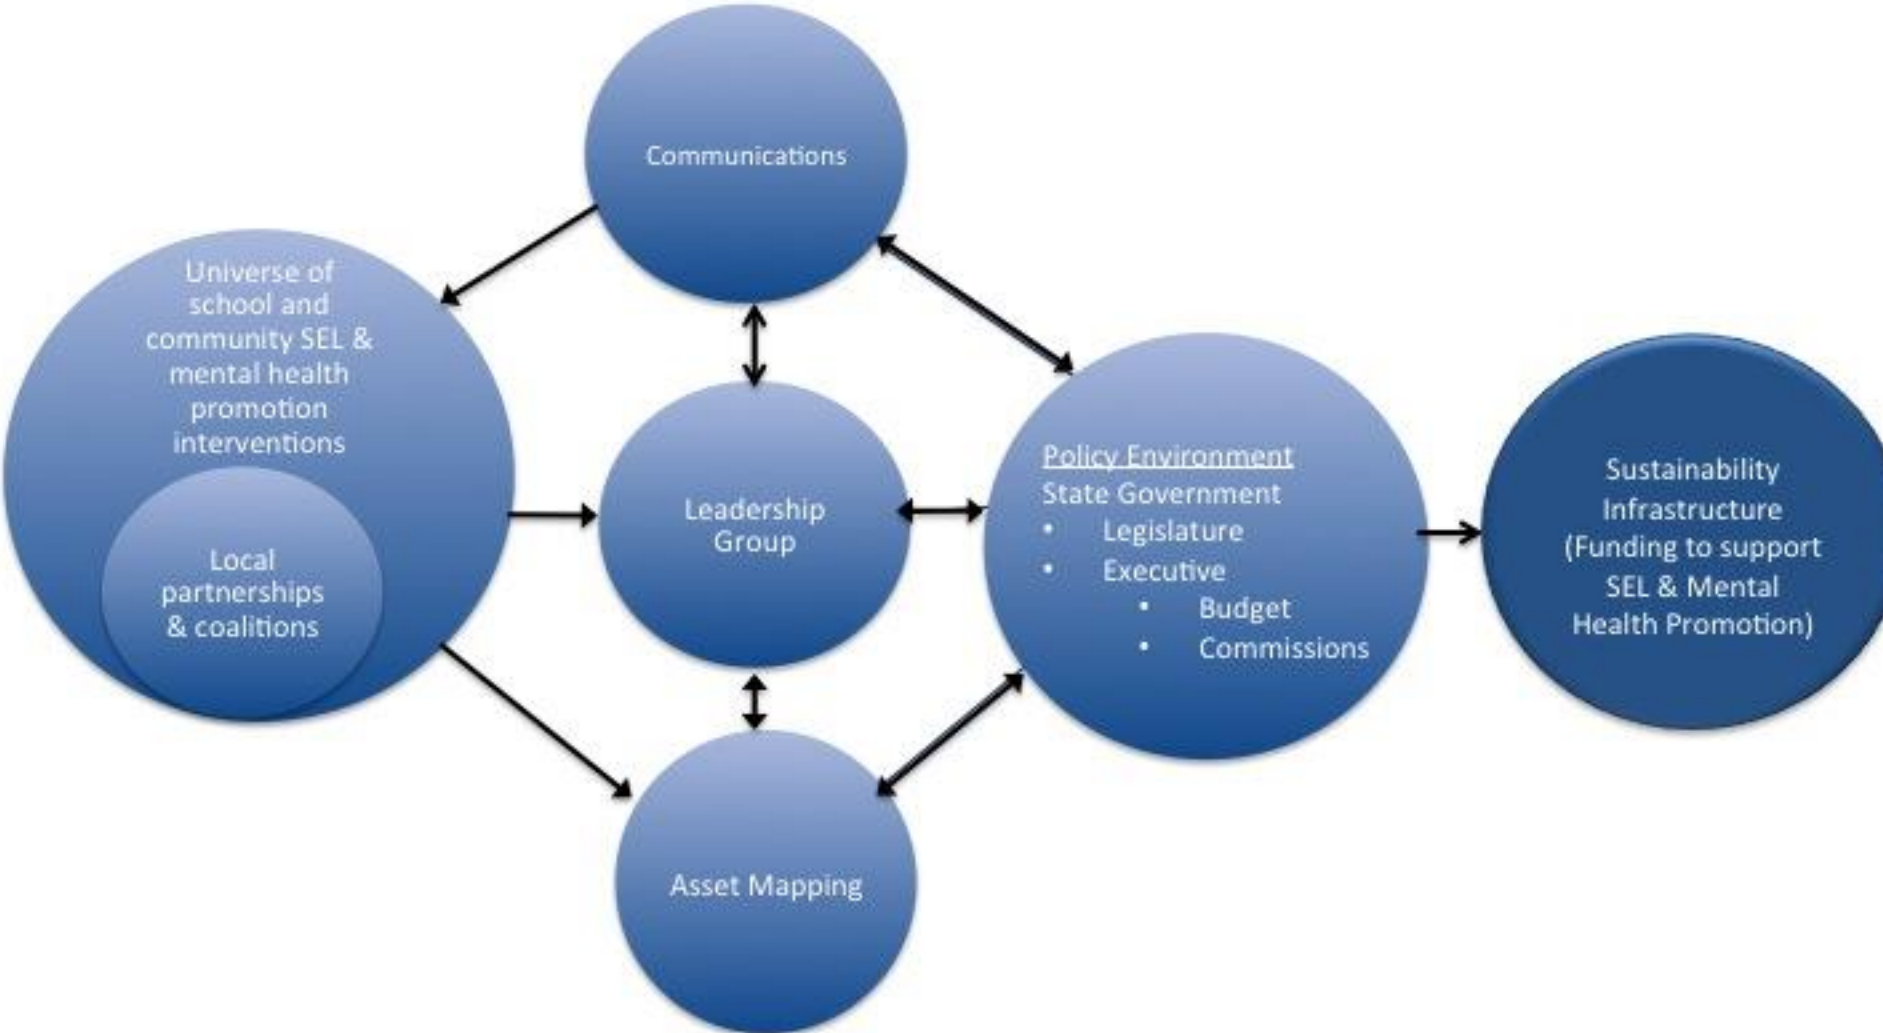 Communications
Universe of
school and
community SEL &
mental health
promotion
interventions
Local
partnerships
& coalitions
Leadership
Group
Asset Mapping
Policy Environment
State Government
• Legislature
• Executive
• Budget
• Commissions
Sustainability
Infrastructure
(Funding to support
SEL & Mental
Health Promotion)